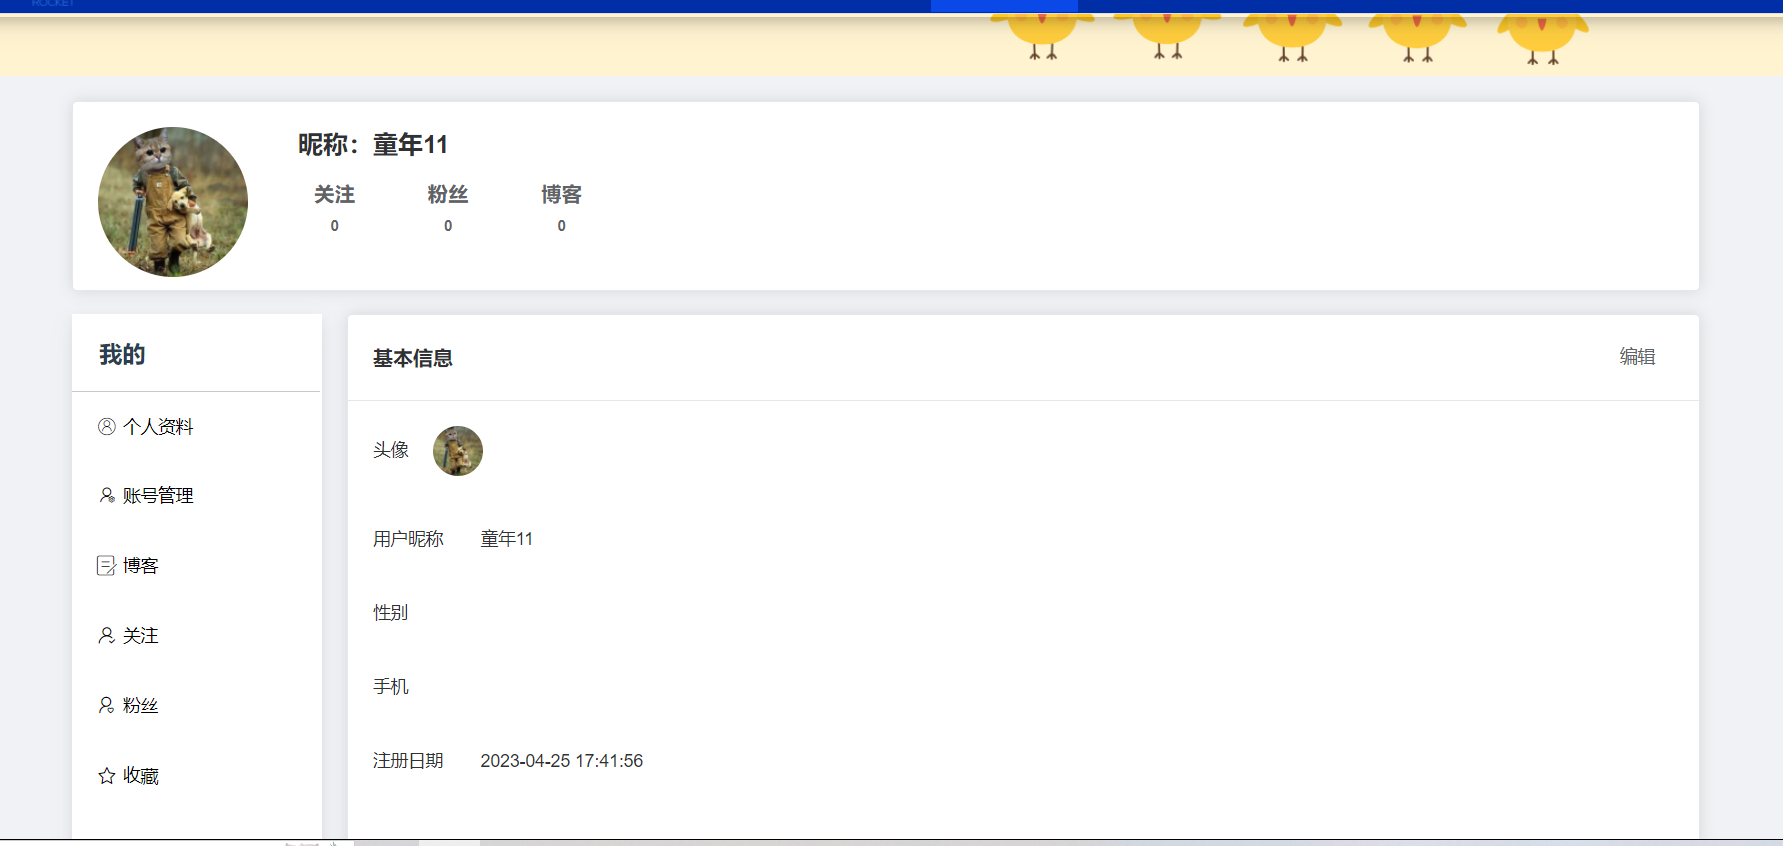 ROCKET
昵称：童年11
关注 粉丝 博客
0 0 0
我的
个人资料
账号管理
博客
关注
粉丝
收藏
基本信息 编辑
头像
用户昵称 童年11
性别
手机
注册日期 2023-04-25 17:41:56